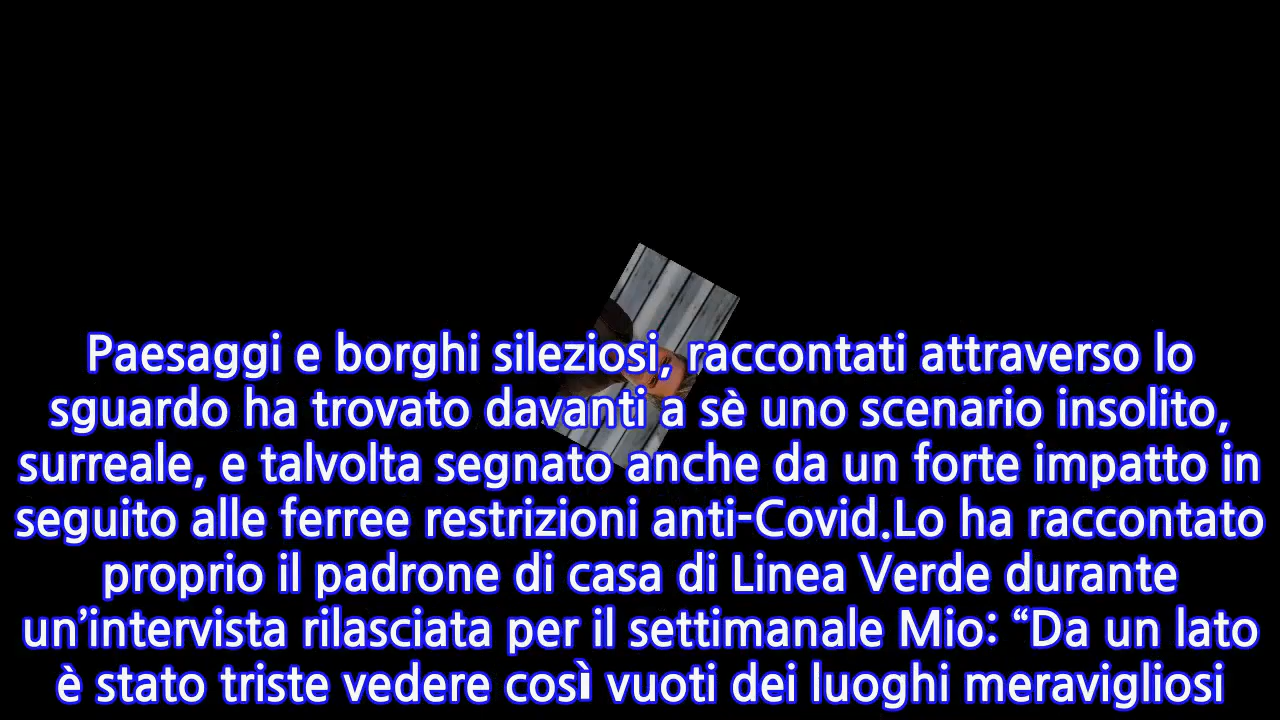 Paesaggi e borghi sileziosi, raccontati attraverso lo
sguardo ha trovato davanti a sè uno scenario insolito,
surreale, e talvolta segnato anche da un forte impatto in
seguito alle ferree restrizioni anti-Covid.Lo ha raccontato
proprio il padrone di casa di Linea Verde durante
un’intervista rilasciata per il settimanale Mio: “Da un lato
è stato triste vedere così vuoti dei luoghi meravigliosi